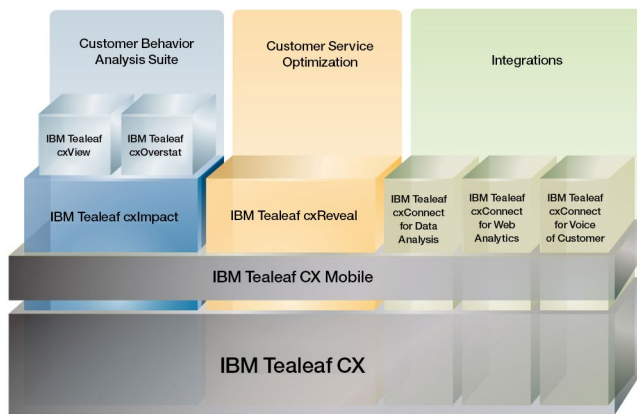 Customer Behavior
Analysis Suite
Customer Service
Optimization
Integrations
IBM Tealeaf
cxView
IBM Tealeaf
cxOverstat
IBM Tealeaf cxImpact
IBM Tealeaf cxReveal
IBM Tealeaf
cxConnect
for Data
Analysis
IBM Tealeaf
cxConnect
for Web
Analytics
IBM Tealeaf
cxConnect
for Voice
of Customer
IBM Tealeaf CX Mobile
IBM Tealeaf CX